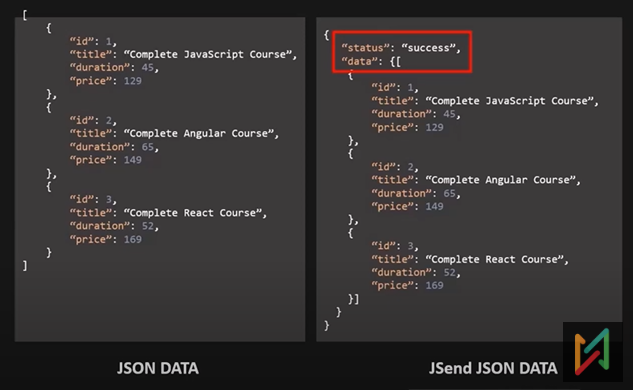 [
{
“id”: 1,
“title”: “Complete JavaScript Course”,
“duration”: 45,
“price”: 129
},
{
“id”: 2,
“title”: “Complete Angular Course”,
“duration”: 65,
“price”: 149
},
{
“id”: 3,
“title”: “Complete React Course”,
“duration”: 52,
“price”: 169
}
]
JSON DATA
{
“status”: “success”,
“data”: {[
{
“id”: 1,
“title”: “Complete JavaScript Course”,
“duration”: 45,
“price”: 129
},
{
“id”: 2,
“title”: “Complete Angular Course”,
“duration”: 65,
“price”: 149
},
{
“id”: 3,
“title”: “Complete React Course”,
“duration”: 52,
“price”: 169
}]
}
}
JSend JSON DATA